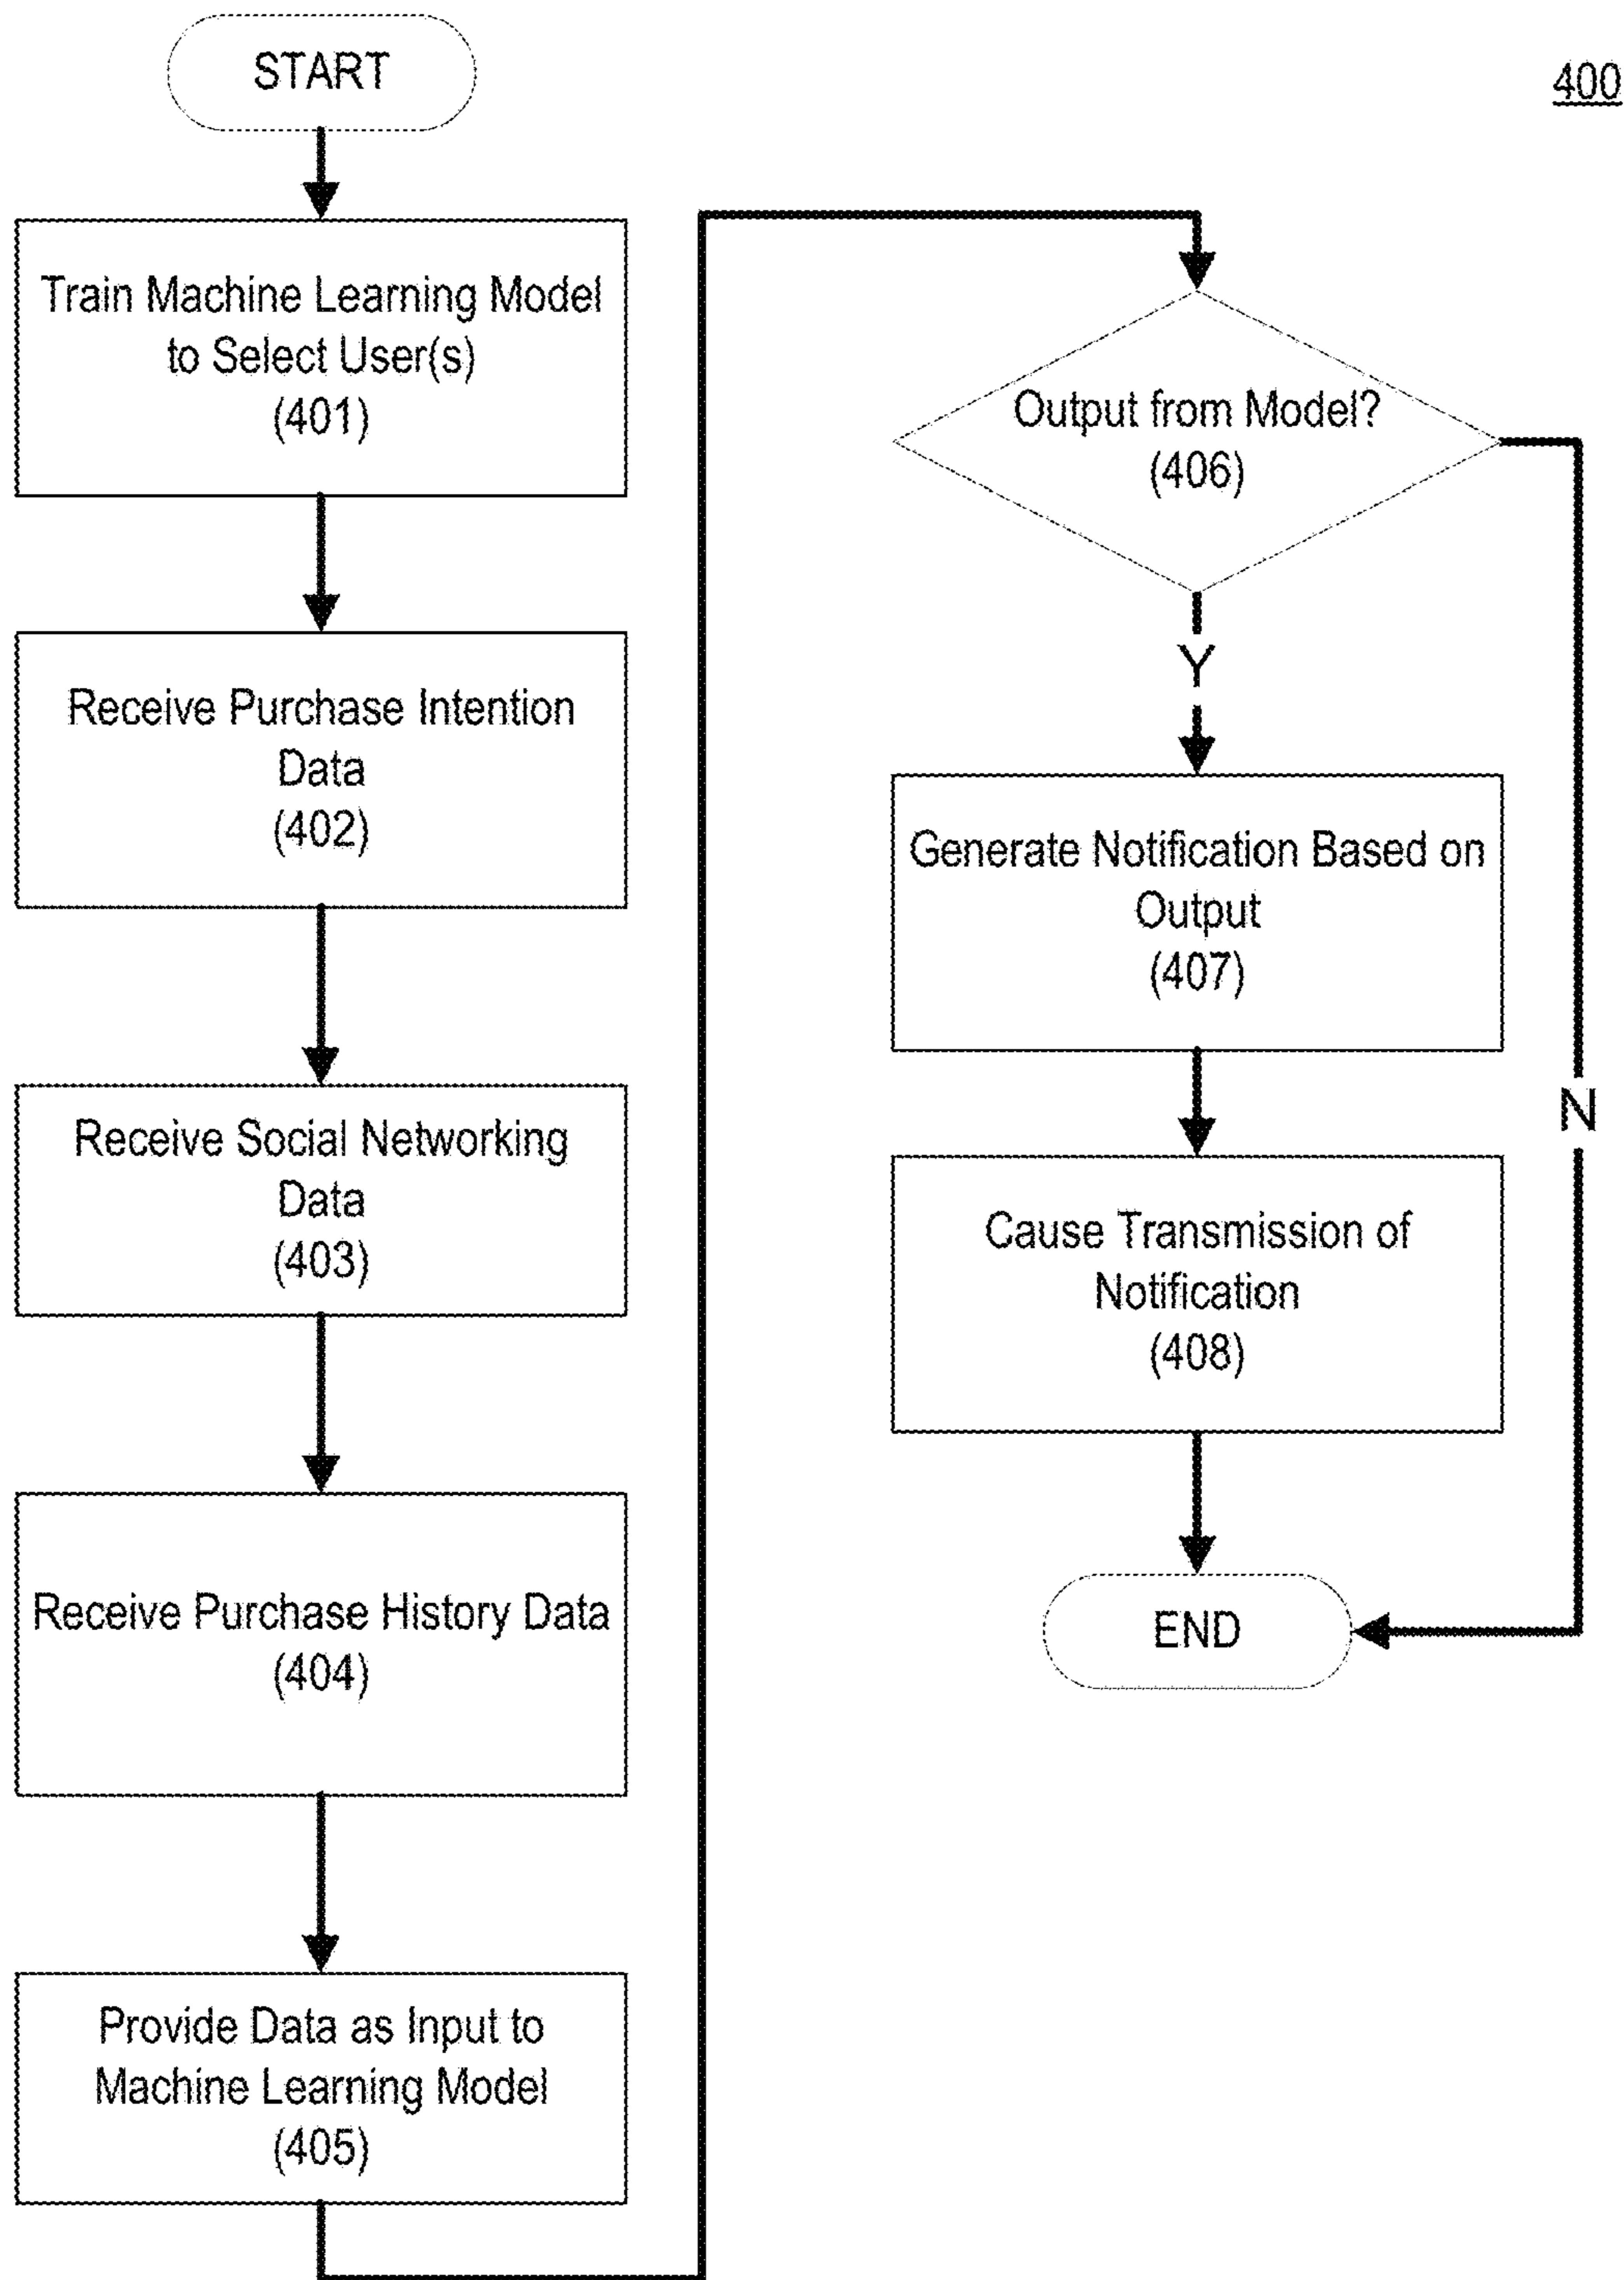 START
400
Train Machine Learning Model
to Select User(s)
(401)
Receive Purchase Intention
Data
(402)
Receive Social Networking
Data
(403)
Receive Purchase History Data
(404)
Provide Data as Input to
Machine Learning Model
(405)
Output from Model?
(406)
Y
N
Generate Notification Based on
Output
(407)
Cause Transmission of
Notification
(408)
END